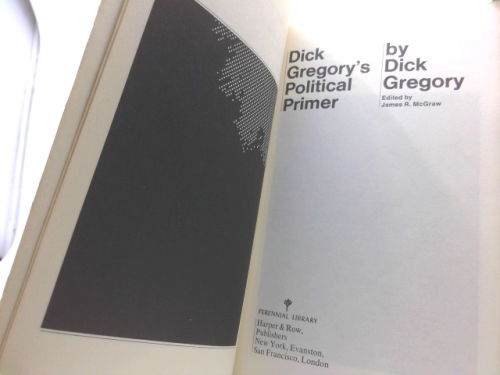 Dick
Gregory's
Political
Primer
by
Dick
Gregory
Edited by
James R. McGraw
PERENNIAL LIBRARY
Harper & Row,
Publishers
New York, Evanston,
San Francisco, London